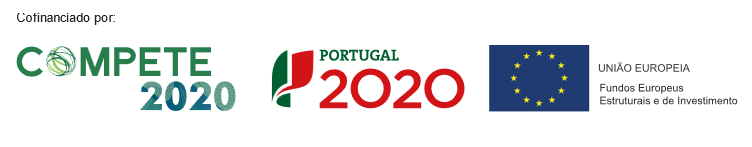 Cofinanciado por:
COMPETE
2020
PORTUGAL
2020
UNIÃO EUROPEIA
Fundos Europeus
Estruturais e de Investimento